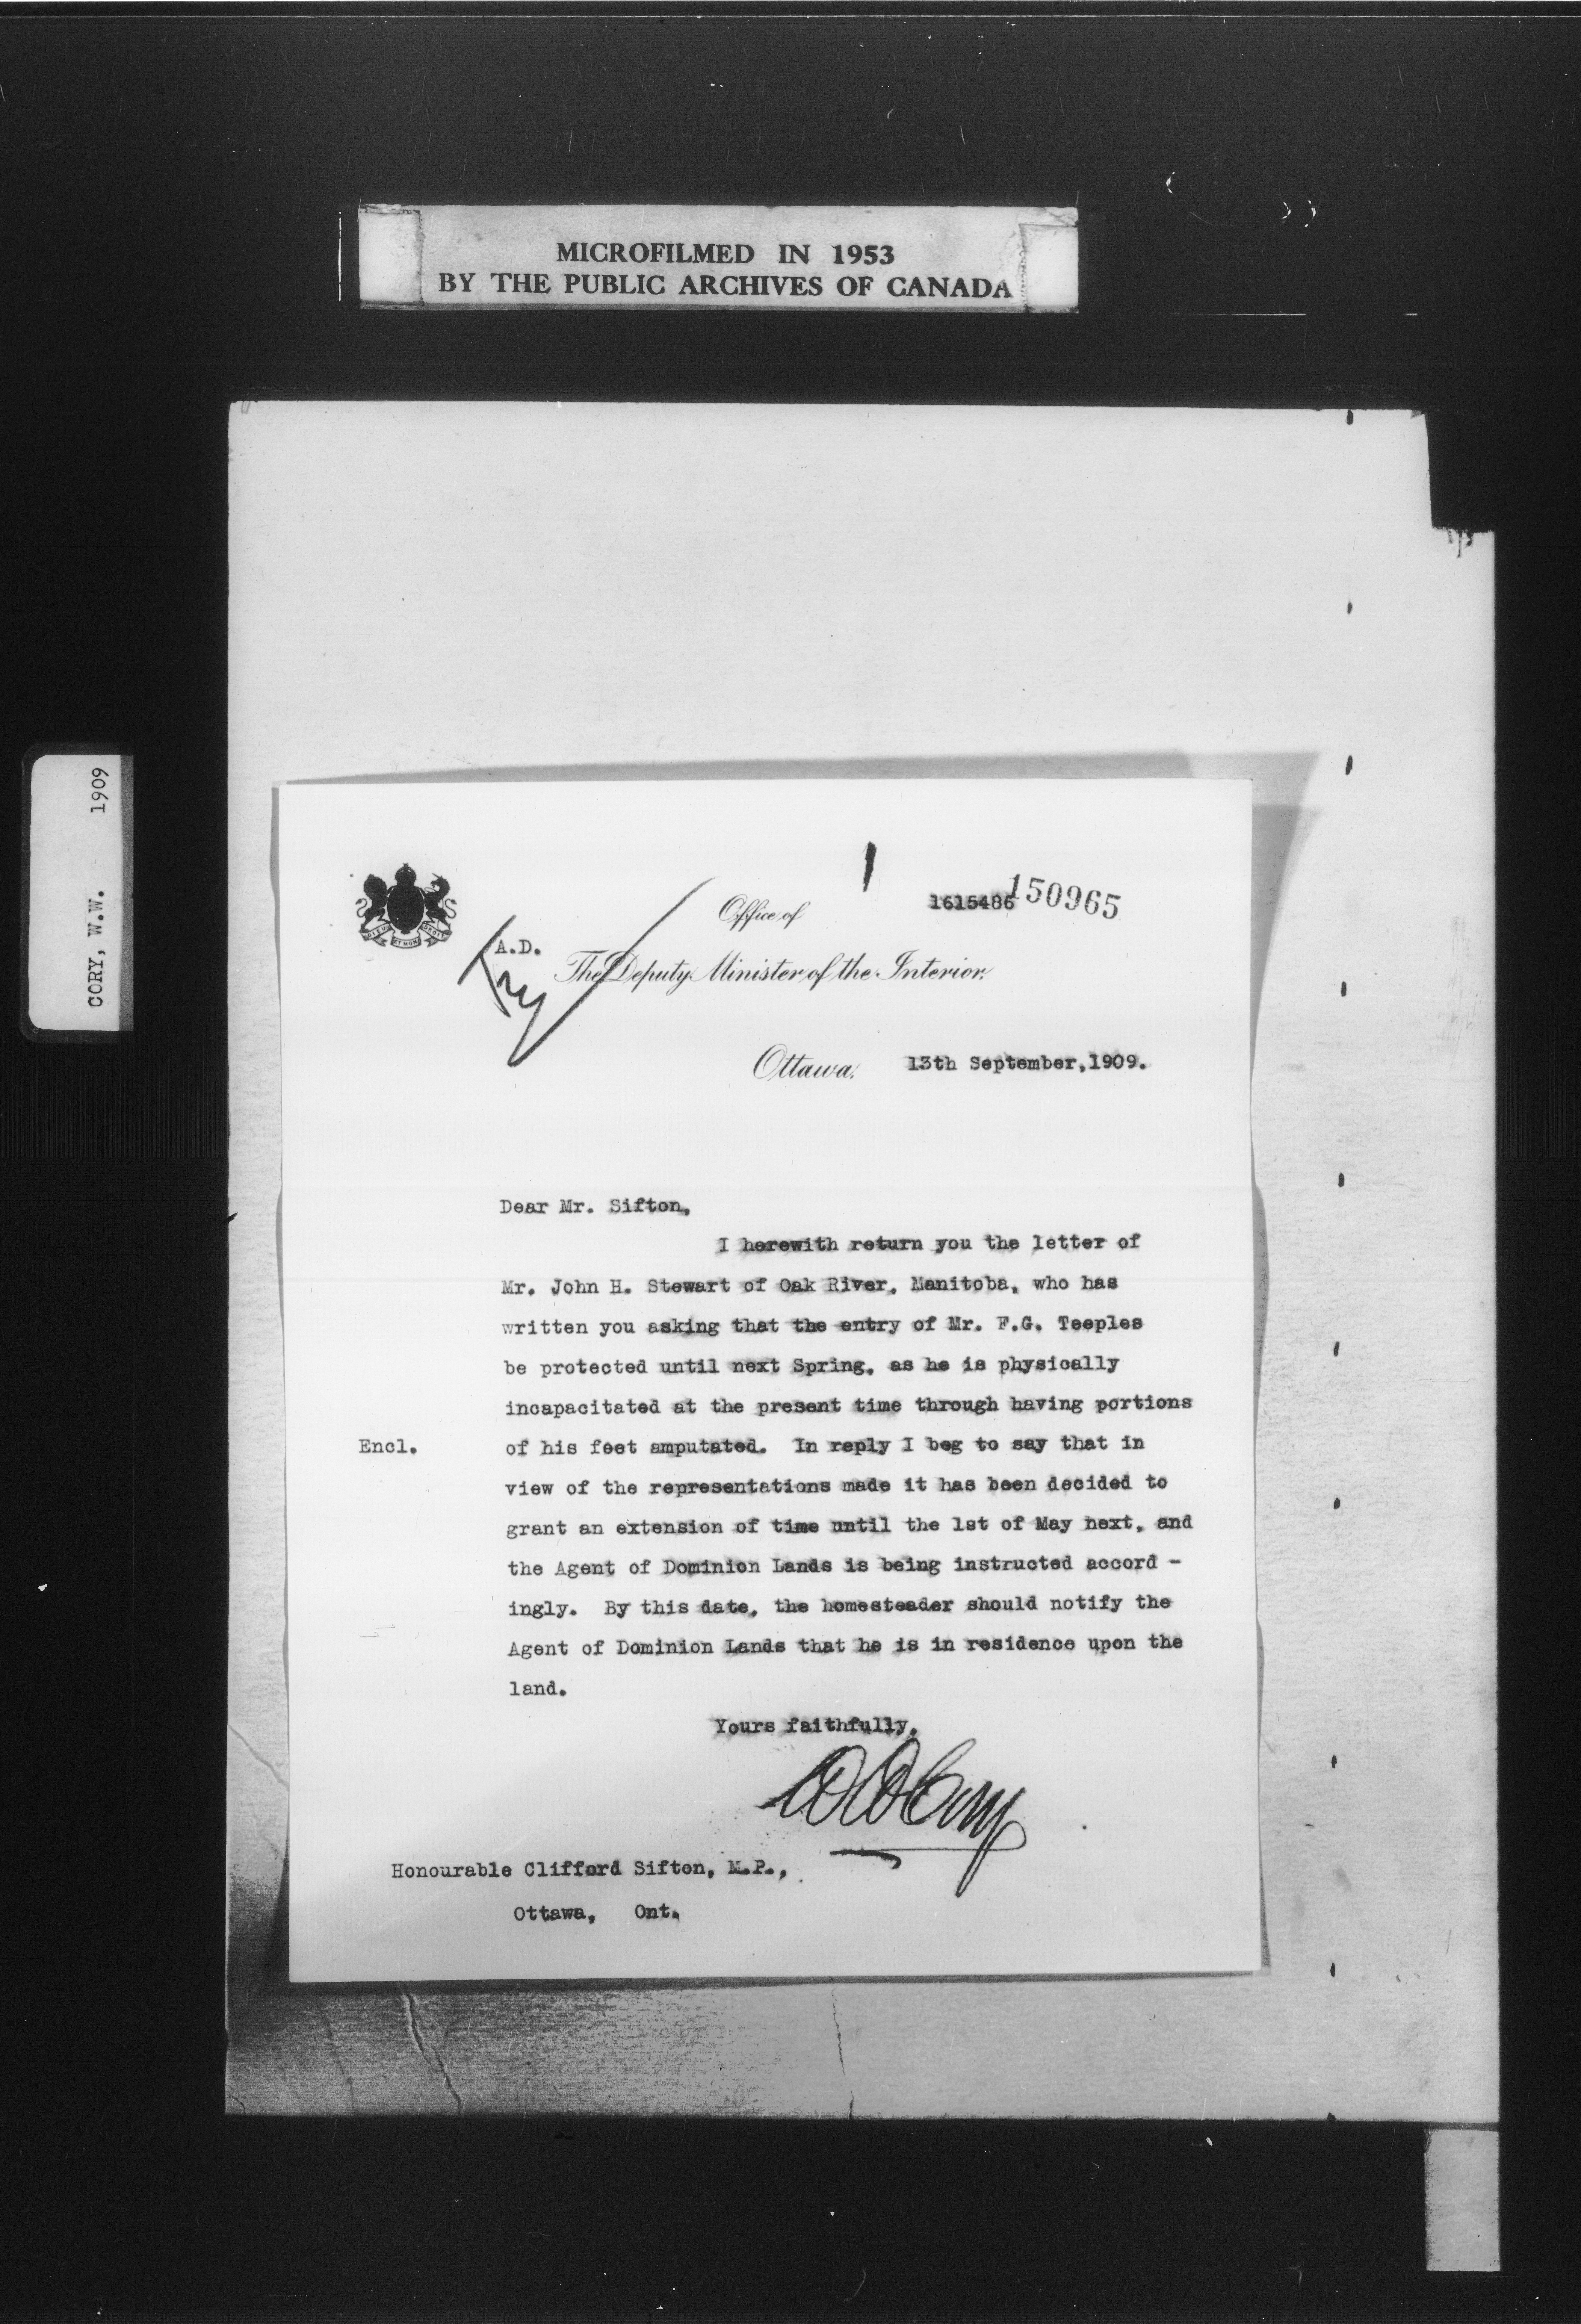 MICROFILMED IN 1953
BY THE PUBLIC ARCHIVES OF CANADA
CORY, W.W. 1909
1615486
150965
Office of
A.D.
The Deputy Minister of the Interior.
Ottawa. 13th September, 1909.
Dear Mr. Sifton,
I herewith return you the letter of
Mr. John H. Stewart of Oak River, Manitoba, who has
written you asking that the entry of Mr. F.G. Teeples
be protected until next Spring, as he is physically
incapacitated at the present time through having portions
Encl. of his feet amputated. In reply I beg to say that in
view of the representations made it has been decided to
grant an extension of time until the 1st of May next, and
the Agent of Dominion Lands is being instructed accord -
ingly. By this date, the homesteader should notify the
Agent of Dominion Lands that he is in residence upon the
land.
Yours faithfully,
WWCory
Honourable Clifford Sifton, M.P.,
Ottawa, Ont.